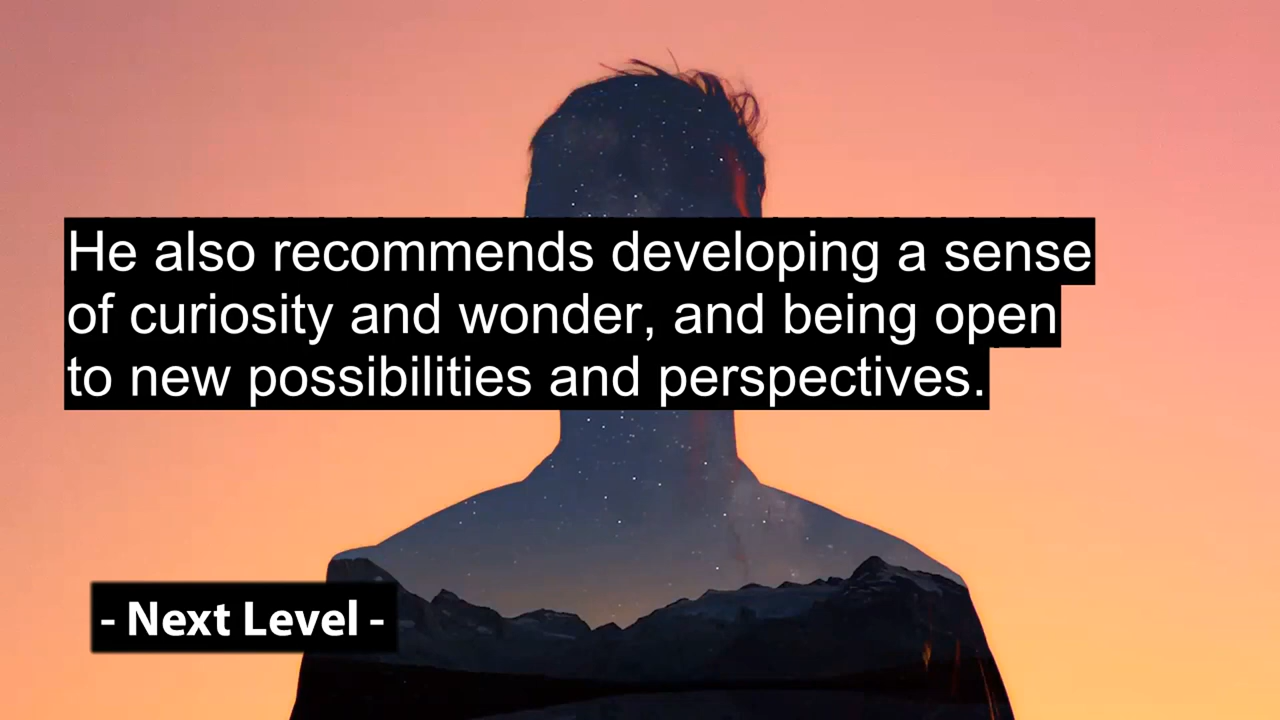 He also recommends developing a sense
of curiosity and wonder, and being open
to new possibilities and perspectives.
- Next Level -